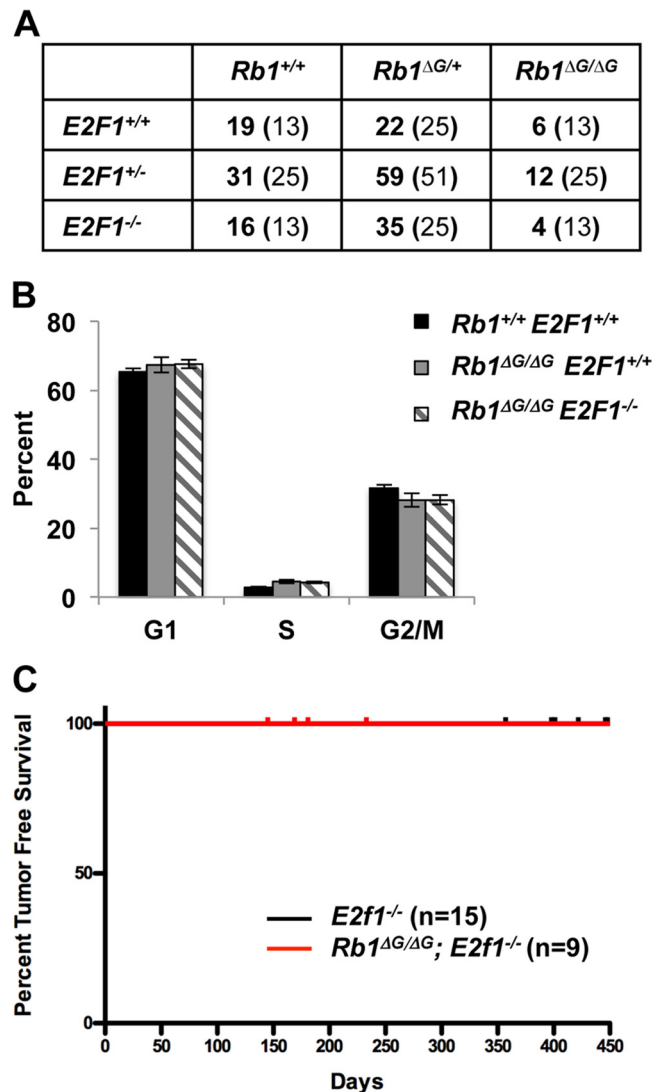 A
Rb1+/+ Rb1ΔG/+ Rb1ΔG/ΔG
E2F1+/+ 19 (13) 22 (25) 6 (13)
E2F1+/- 31 (25) 59 (51) 12 (25)
E2F1-/- 16 (13) 35 (25) 4 (13)
B
Percent
80
60
40
20
0
G1 S G2/M
Rb1+/+ E2F1+/+
Rb1ΔG/ΔG E2F1+/+
Rb1ΔG/ΔG E2F1-/-
C
Percent Tumor Free Survival
100
50
0
E2f1-/- (n=15)
Rb1ΔG/ΔG; E2f1-/- (n=9)
0 50 100 150 200 250 300 350 400 450
Days